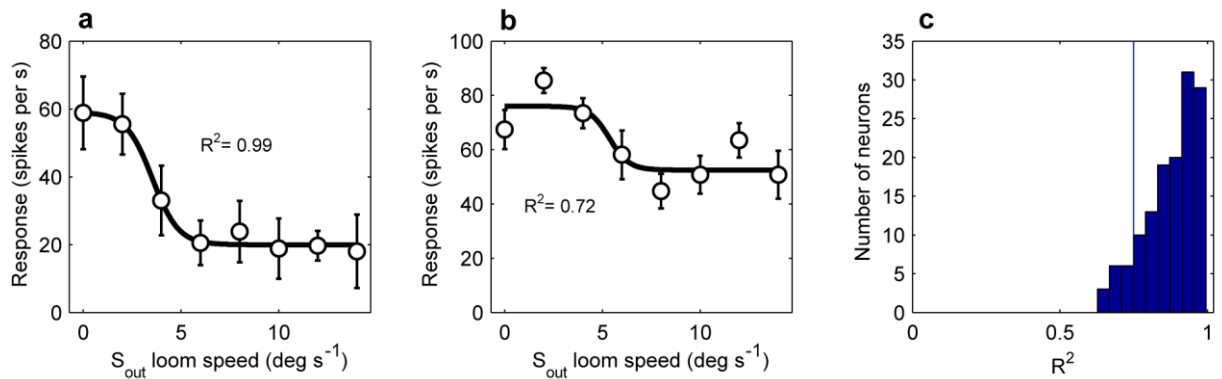 a
80
60
40
20
0
Response (spikes per s)
R²= 0.99
0 5 10
S_out loom speed (deg s⁻¹)
b
100
80
60
40
20
0
Response (spikes per s)
R²= 0.72
0 5 10
S_out loom speed (deg s⁻¹)
c
35
30
25
20
15
10
5
0
Number of neurons
0 0.5 1
R²